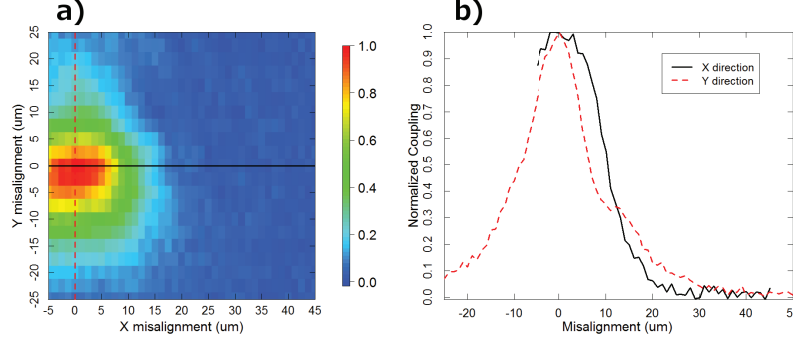 a)
25
20
15
10
5
0
-5
-10
-15
-20
-25
Y misalignment (um)
-5 0 5 10 15 20 25 30 35 40 45
X misalignment (um)
1.0
0.8
0.6
0.4
0.2
0.0
b)
1.0
0.9
0.8
0.7
0.6
0.5
0.4
0.3
0.2
0.1
0.0
Normalized Coupling
X direction
Y direction
-20 -10 0 10 20 30 40 50
Misalignment (um)